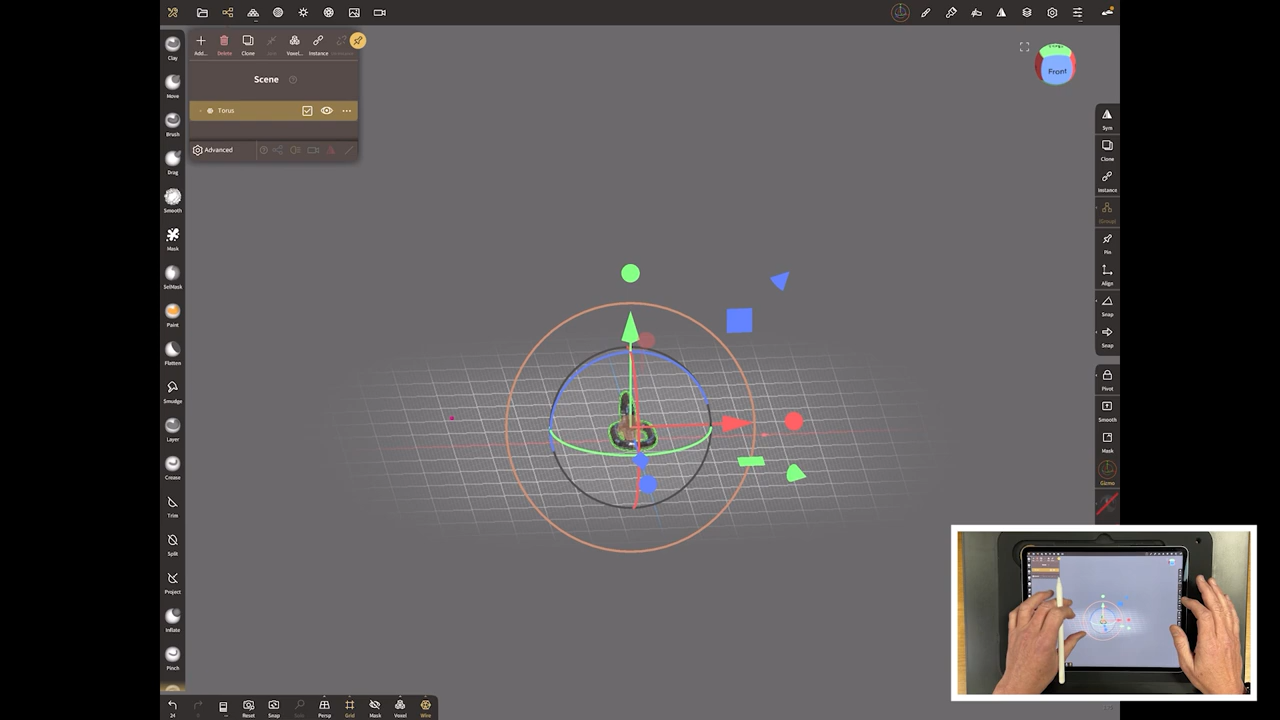 Add...
Delete
Clone
Voxel...
Instance
Scene
Torus
Advanced
Front
Clay
Move
Brush
Drag
Smooth
Mask
SelMask
Paint
Flatten
Smudge
Layer
Crease
Trim
Split
Project
Inflate
Pinch
Sym
Clone
Instance
Pin
Align
Snap
Snap
Pivot
Smooth
Mask
Gizmo
24
Reset
Snap
Persp
Grid
Mask
Voxel
Wire